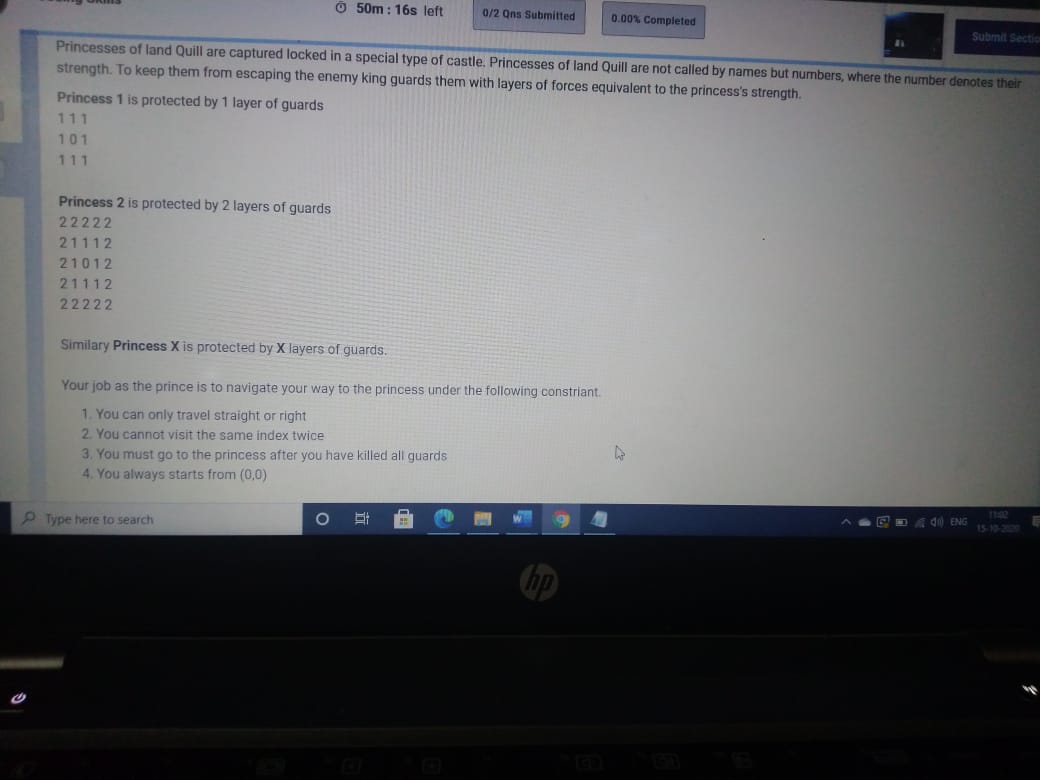 50m : 16s left
0/2 Qns Submitted
0.00% Completed
Submit Sectio
Princesses of land Quill are captured locked in a special type of castle. Princesses of land Quill are not called by names but numbers, where the number denotes their
strength. To keep them from escaping the enemy king guards them with layers of forces equivalent to the princess's strength.
Princess 1 is protected by 1 layer of guards
1 1 1
1 0 1
1 1 1
Princess 2 is protected by 2 layers of guards
2 2 2 2 2
2 1 1 1 2
2 1 0 1 2
2 1 1 1 2
2 2 2 2 2
Similary Princess X is protected by X layers of guards.
Your job as the prince is to navigate your way to the princess under the following constriant.
1. You can only travel straight or right
2. You cannot visit the same index twice
3. You must go to the princess after you have killed all guards
4. You always starts from (0,0)
Type here to search
ENG
11:02
15-10-2020
hp